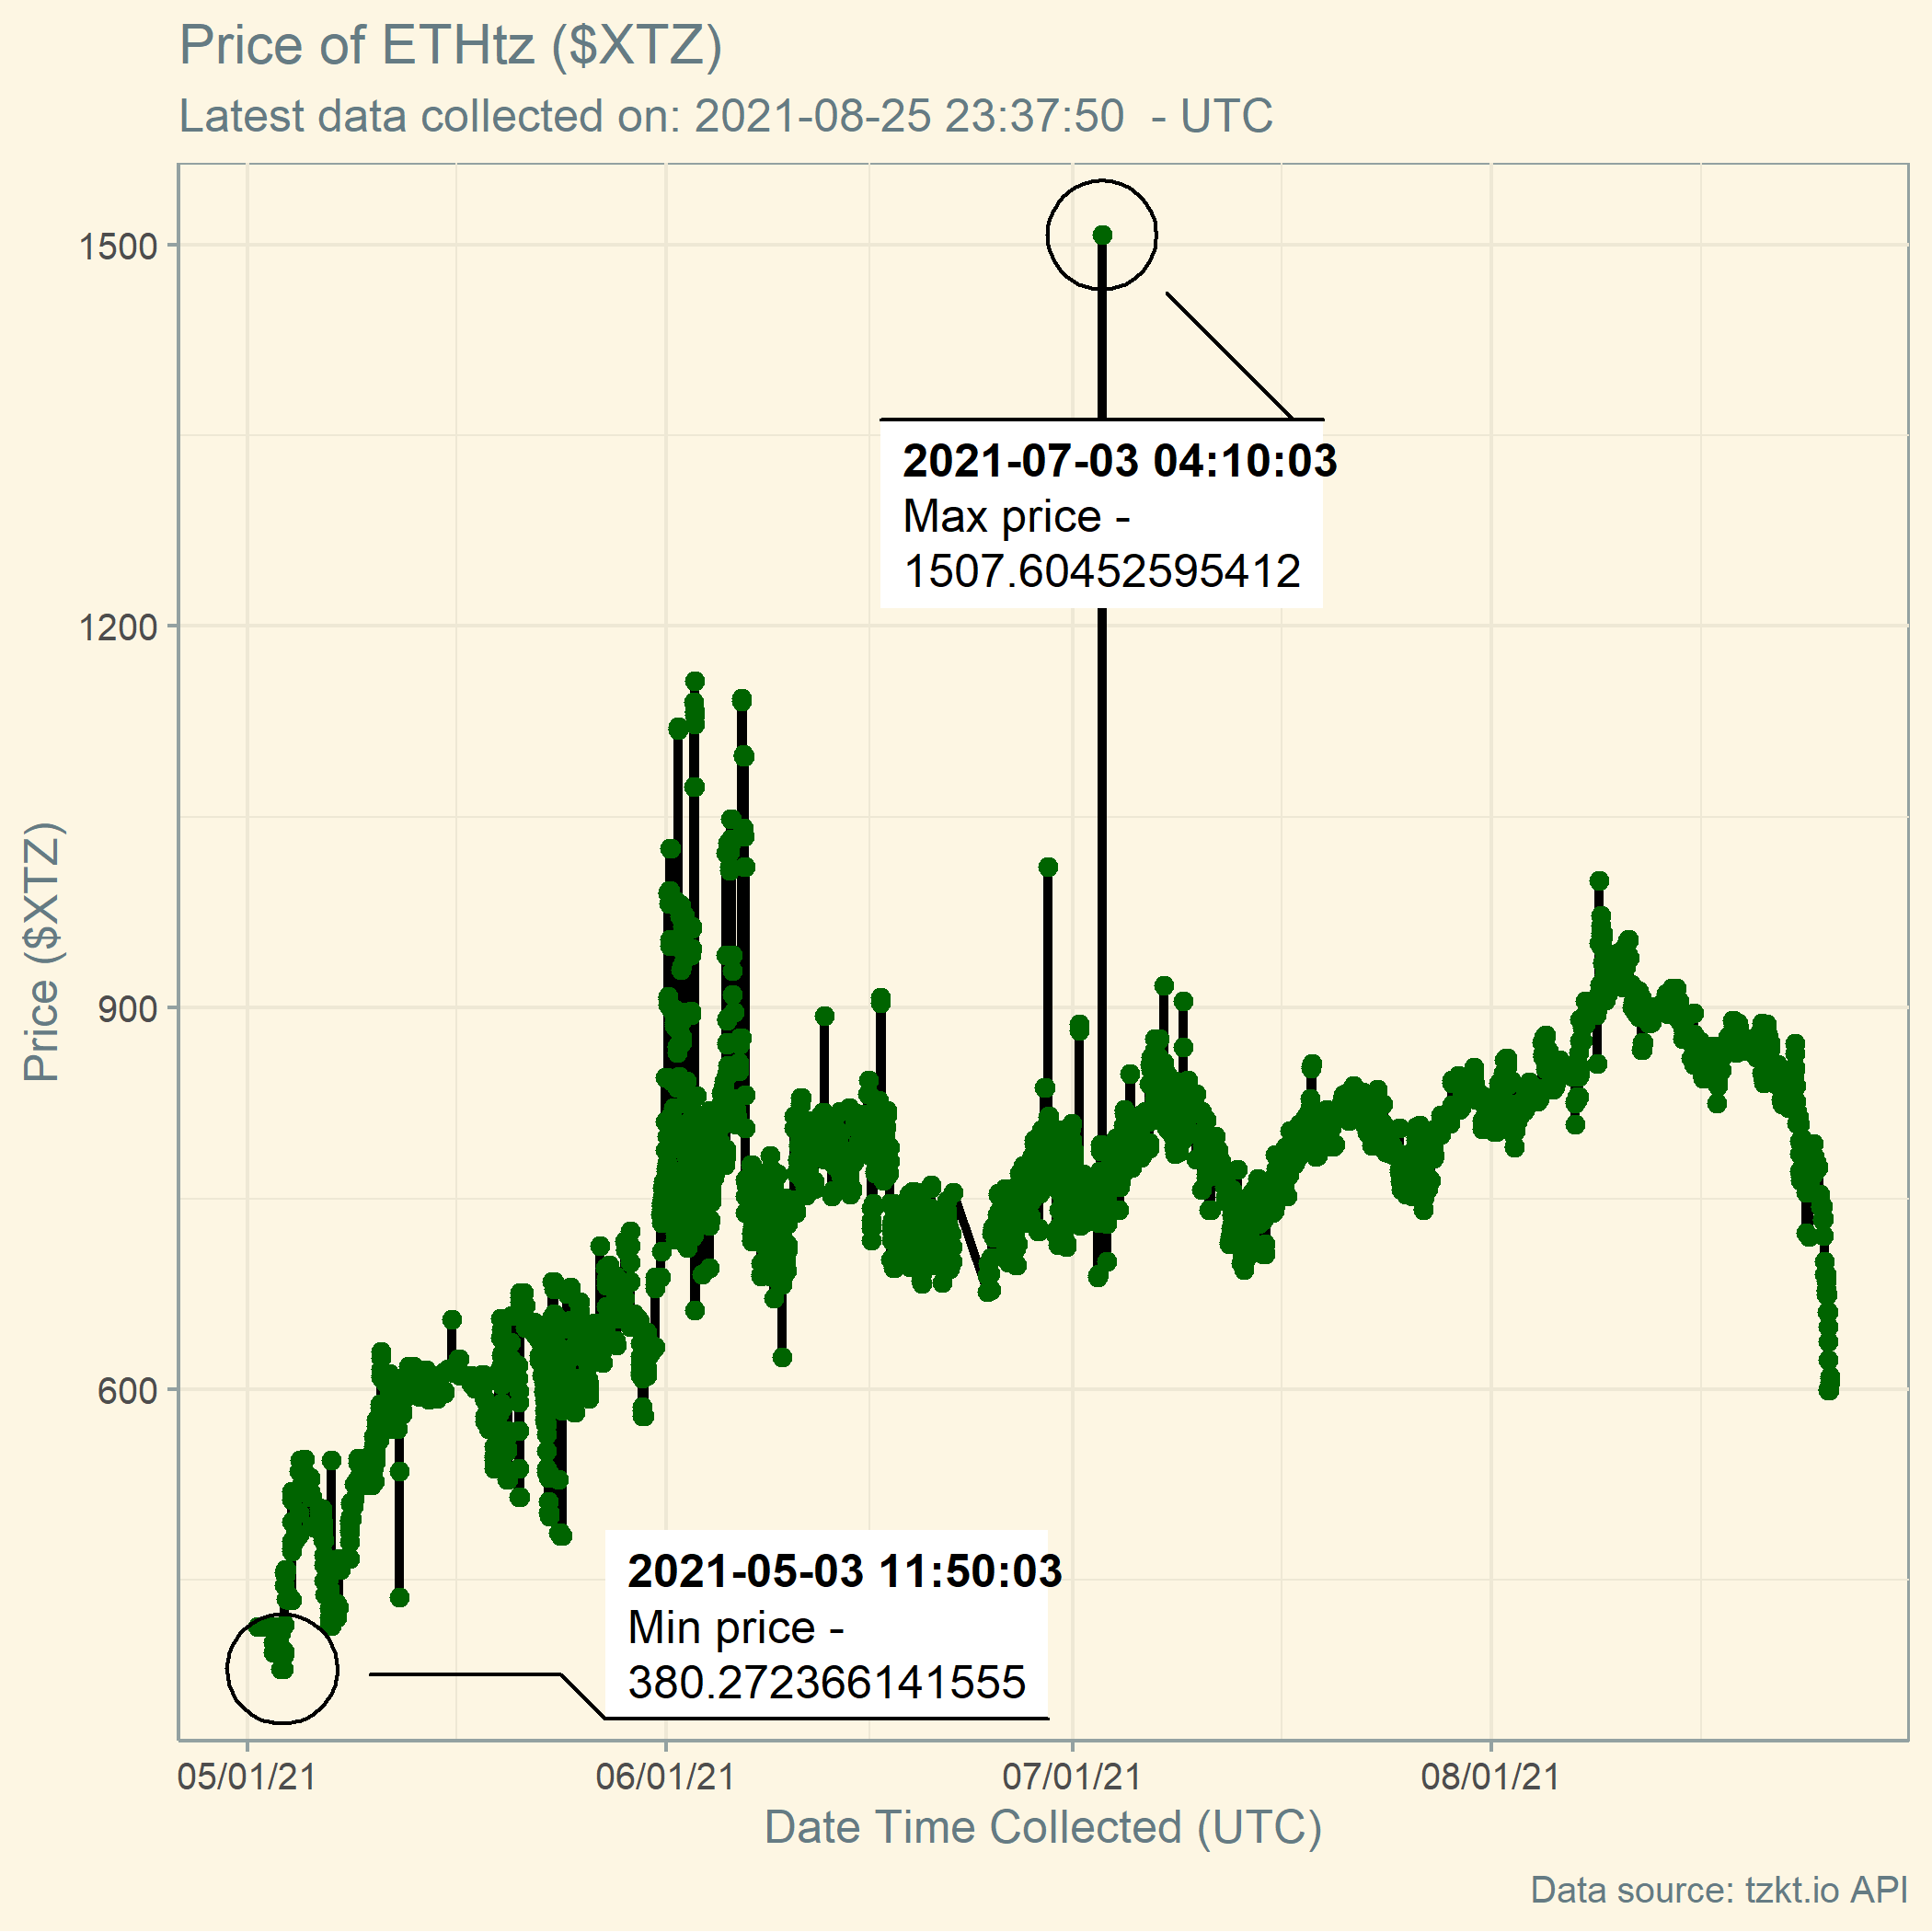 Price of ETHtz ($XTZ)
Latest data collected on: 2021-08-25 23:37:50  - UTC
1500
1200
900
600
Price ($XTZ)
2021-07-03 04:10:03
Max price -
1507.60452595412
2021-05-03 11:50:03
Min price -
380.272366141555
05/01/21
06/01/21
07/01/21
08/01/21
Date Time Collected (UTC)
Data source: tzkt.io API